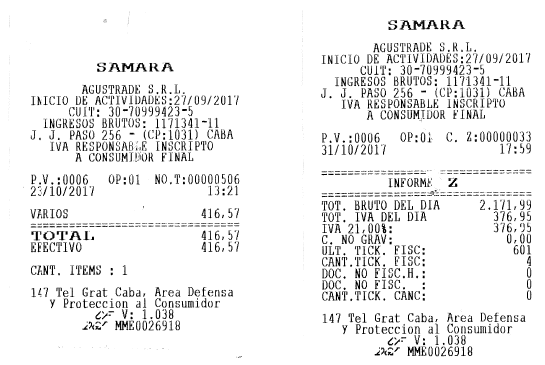 SAMARA
AGUSTRADE S.R.L.
INICIO DE ACTIVIDADES:27/09/2017
CUIT: 30-70999423-5
INGRESOS BRUTOS: 1171341-11
J. J. PASO 256 - (CP:1031) CABA
IVA RESPONSABLE INSCRIPTO
A CONSUMIDOR FINAL
P.V.:0006 OP:01 NO.T:00000506
23/10/2017 13:21
VARIOS 416,57
TOTAL 416,57
EFECTIVO 416,57
CANT. ITEMS : 1
147 Tel Grat Caba, Area Defensa
y Proteccion al Consumidor
CF V: 1.038
MME0026918
SAMARA
AGUSTRADE S.R.L.
INICIO DE ACTIVIDADES:27/09/2017
CUIT: 30-70999423-5
INGRESOS BRUTOS: 1171341-11
J. J. PASO 256 - (CP:1031) CABA
IVA RESPONSABLE INSCRIPTO
A CONSUMIDOR FINAL
P.V.:0006 OP:01 C. Z:00000033
31/10/2017 17:59
INFORME Z
TOT. BRUTO DEL DIA 2.171,99
TOT. IVA DEL DIA 376,95
IVA 21,00%: 376,95
C. NO GRAV: 0,00
ULT. TICK. FISC: 601
CANT.TICK. FISC: 4
DOC. NO FISC.H.: 0
DOC. NO FISC. : 0
CANT.TICK. CANC: 0
147 Tel Grat Caba, Area Defensa
y Proteccion al Consumidor
CF V: 1.038
MME0026918